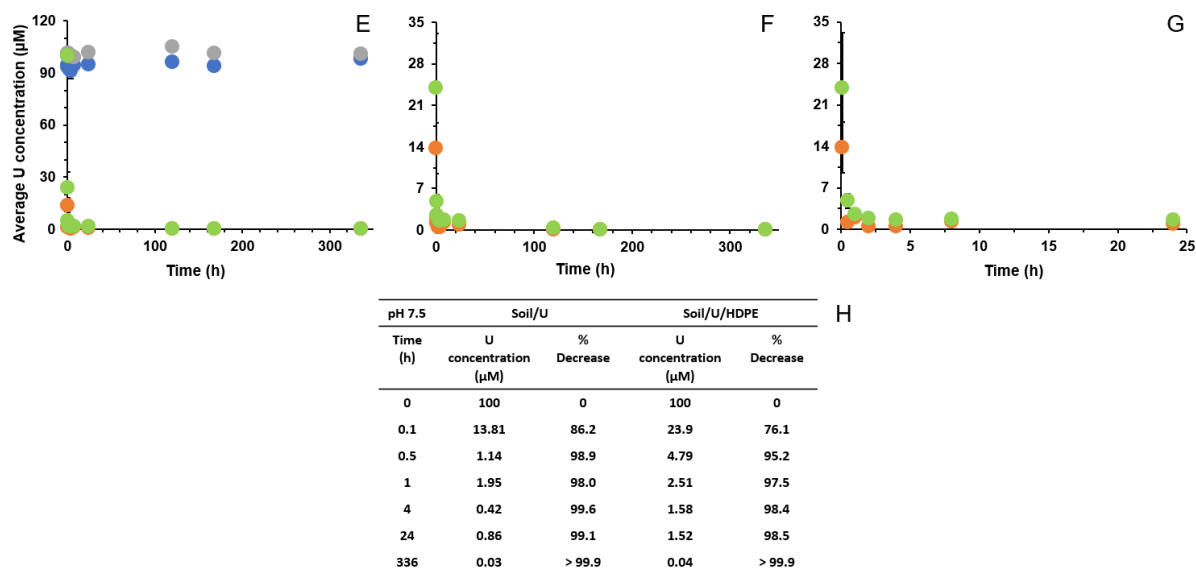 E
Average U concentration (µM)
120
90
60
30
0
0
100
200
300
Time (h)
F
35
28
21
14
7
0
0
100
200
300
Time (h)
G
35
28
21
14
7
0
0
5
10
15
20
25
Time (h)
H
pH 7.5 Soil/U Soil/U/HDPE
Time U % U %
(h) concentration Decrease concentration Decrease
(µM) (µM)
0 100 0 100 0
0.1 13.81 86.2 23.9 76.1
0.5 1.14 98.9 4.79 95.2
1 1.95 98.0 2.51 97.5
4 0.42 99.6 1.58 98.4
24 0.86 99.1 1.52 98.5
336 0.03 > 99.9 0.04 > 99.9